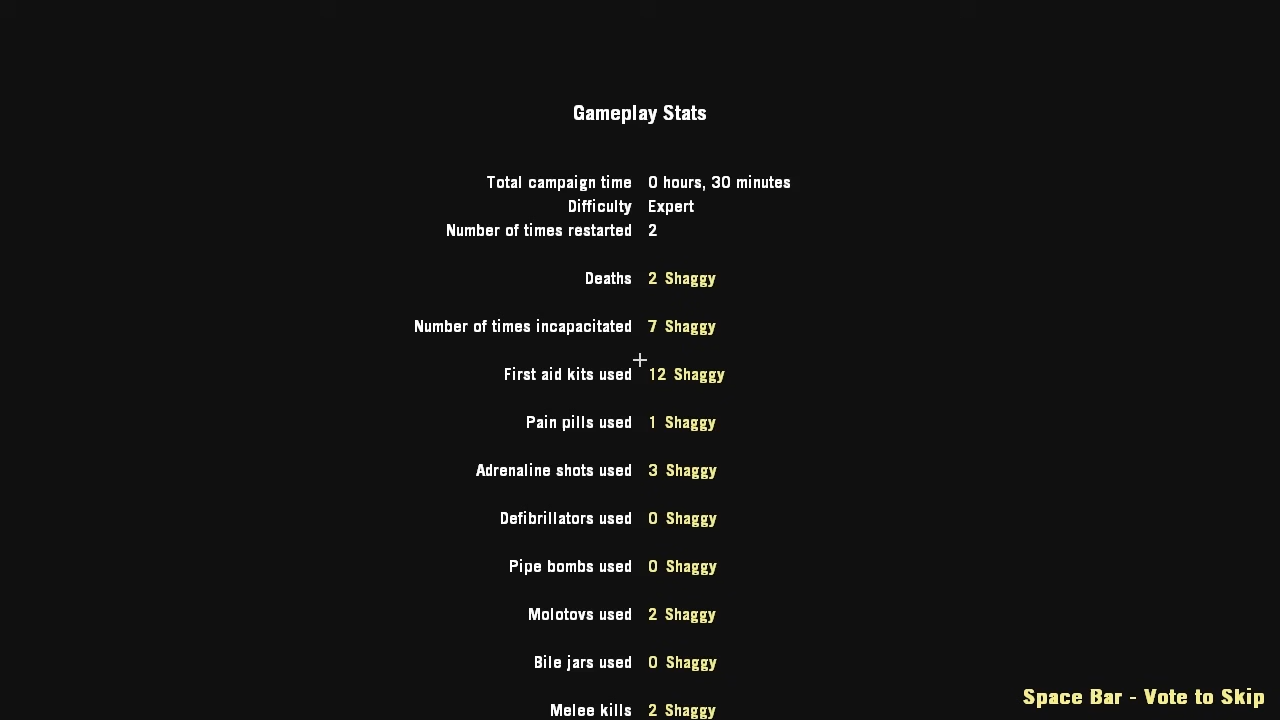 Gameplay Stats
Total campaign time 0 hours, 30 minutes
Difficulty Expert
Number of times restarted 2
Deaths 2 Shaggy
Number of times incapacitated 7 Shaggy
First aid kits used 12 Shaggy
Pain pills used 1 Shaggy
Adrenaline shots used 3 Shaggy
Defibrillators used 0 Shaggy
Pipe bombs used 0 Shaggy
Molotovs used 2 Shaggy
Bile jars used 0 Shaggy
Melee kills 2 Shaggy
Space Bar - Vote to Skip